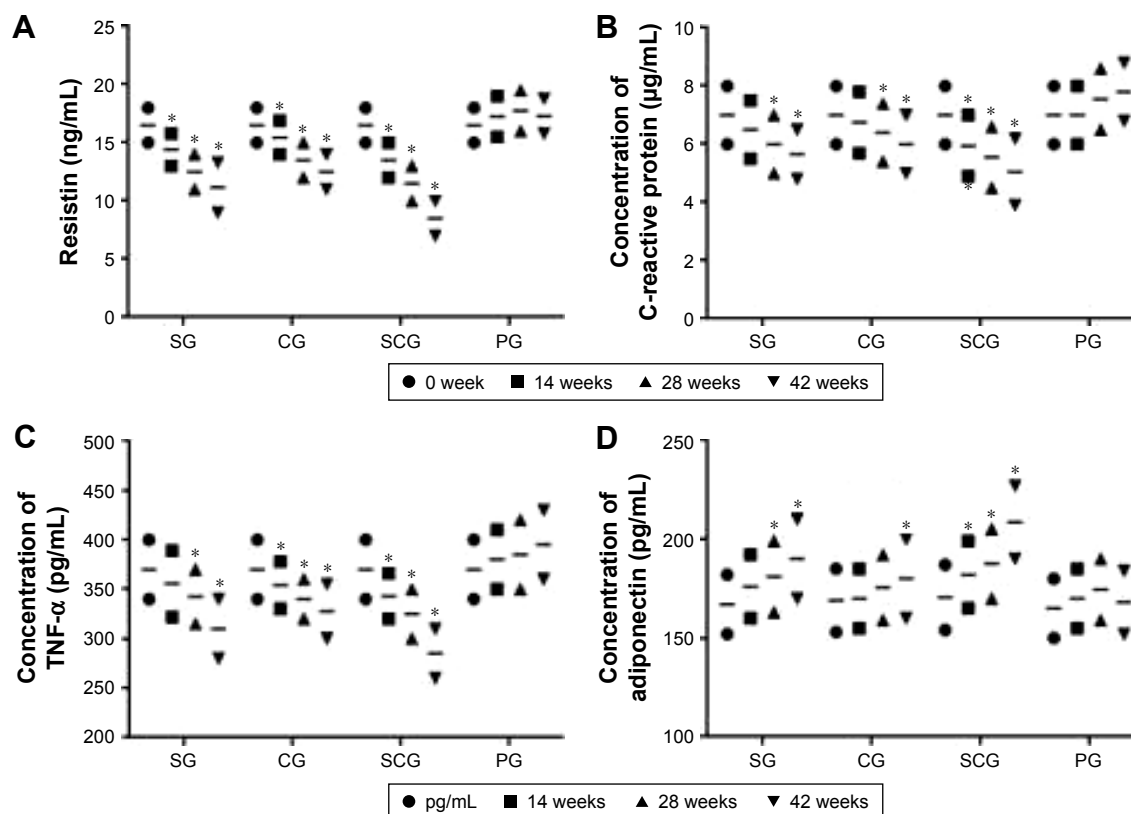 A
Resistin (ng/mL)
25
20
15
10
5
0
* * * * * * * * *
SG CG SCG PG
B
Concentration of
C-reactive protein (µg/mL)
10
8
6
4
2
0
* * * * * * * *
SG CG SCG PG
0 week 14 weeks 28 weeks 42 weeks
C
Concentration of
TNF-α (pg/mL)
500
450
400
350
300
250
200
* * * * * * * *
SG CG SCG PG
D
Concentration of
adiponectin (pg/mL)
250
200
150
100
* * * * * *
SG CG SCG PG
pg/mL 14 weeks 28 weeks 42 weeks